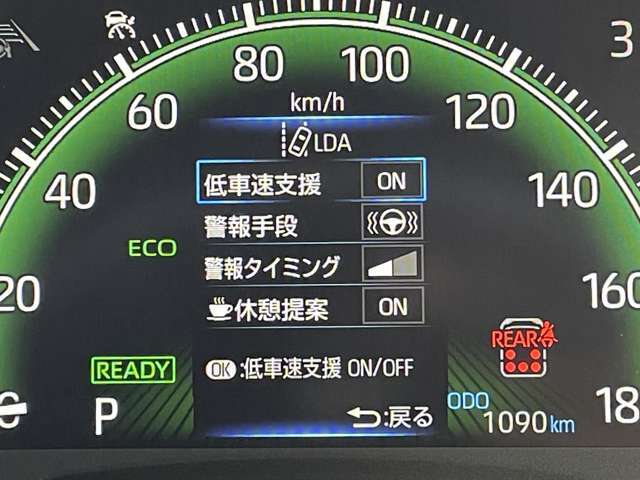 3
80
100
km/h
60
120
LDA
40
低車速支援 ON
140
警報手段
ECO
警報タイミング
20
160
休憩提案 ON
REAR
READY
OK:低車速支援 ON/OFF
P
:戻る
ODO
1090 km
18